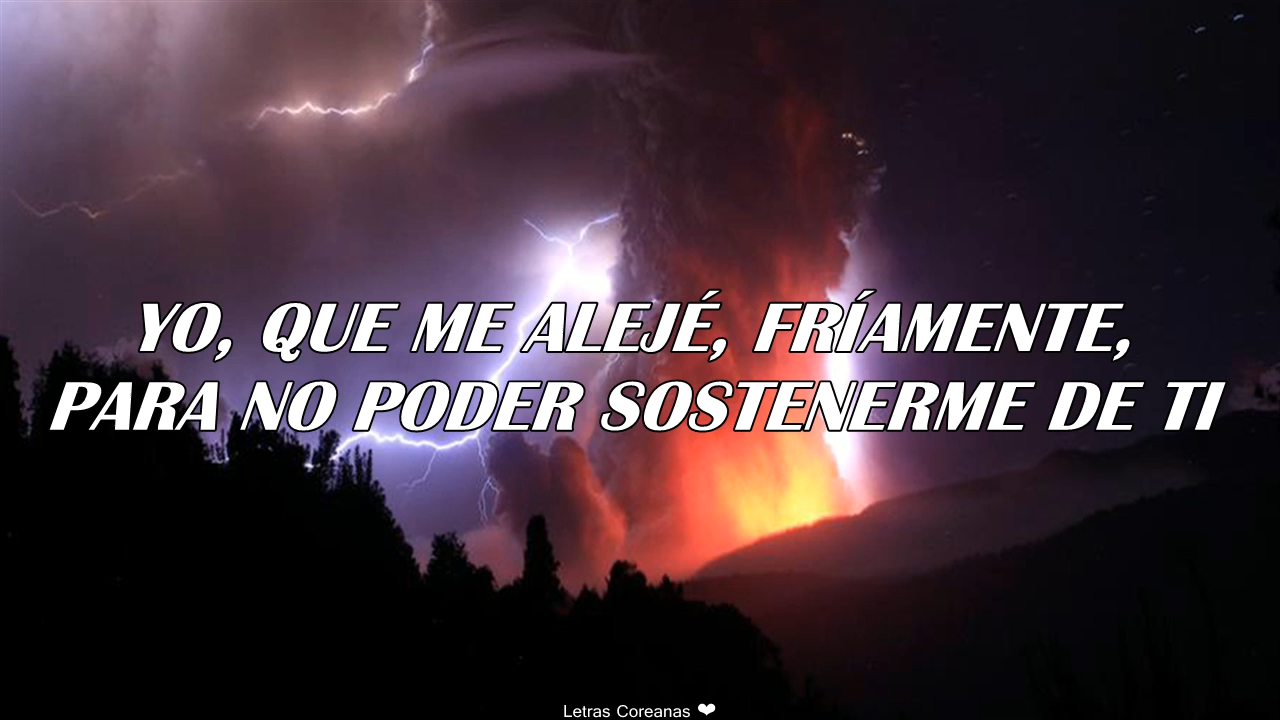 YO, QUE ME ALEJÉ, FRÍAMENTE,
PARA NO PODER SOSTENERME DE TI
Letras Coreanas ❤